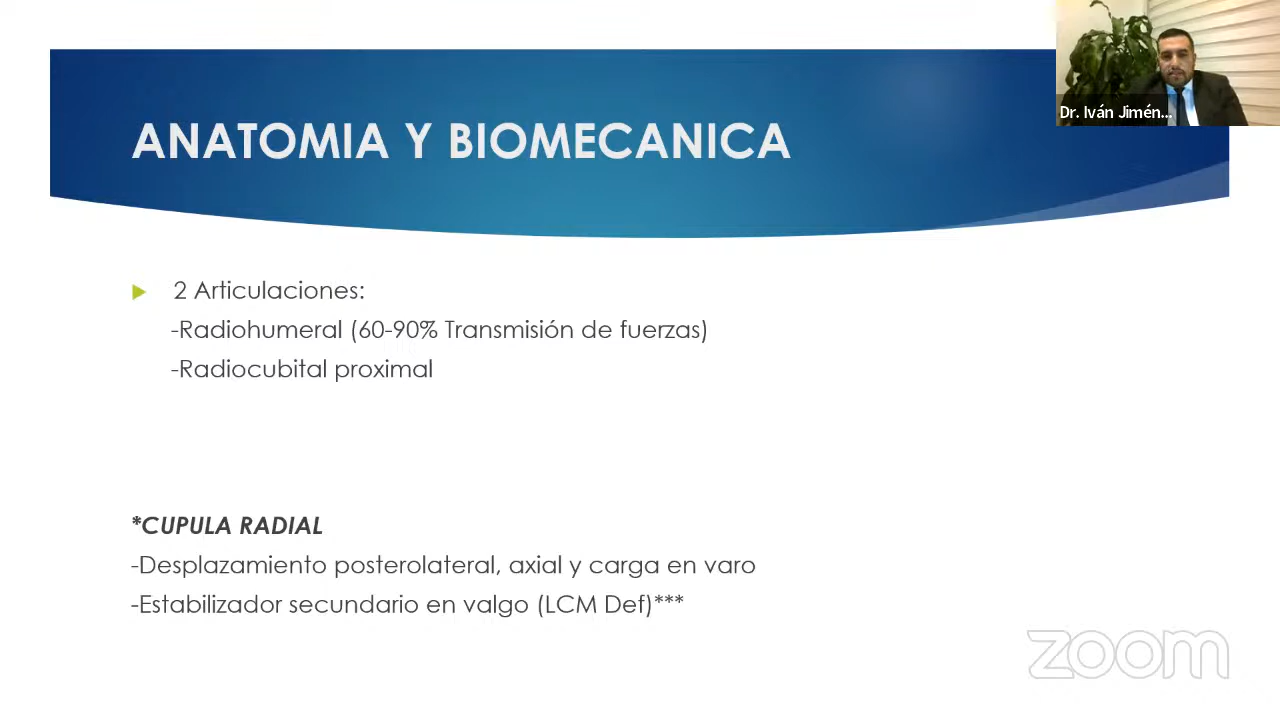 ANATOMIA Y BIOMECANICA
Dr. Iván Jimén...
2 Articulaciones:
-Radiohumeral (60-90% Transmisión de fuerzas)
-Radiocubital proximal
*CUPULA RADIAL
-Desplazamiento posterolateral, axial y carga en varo
-Estabilizador secundario en valgo (LCM Def)***
zoom